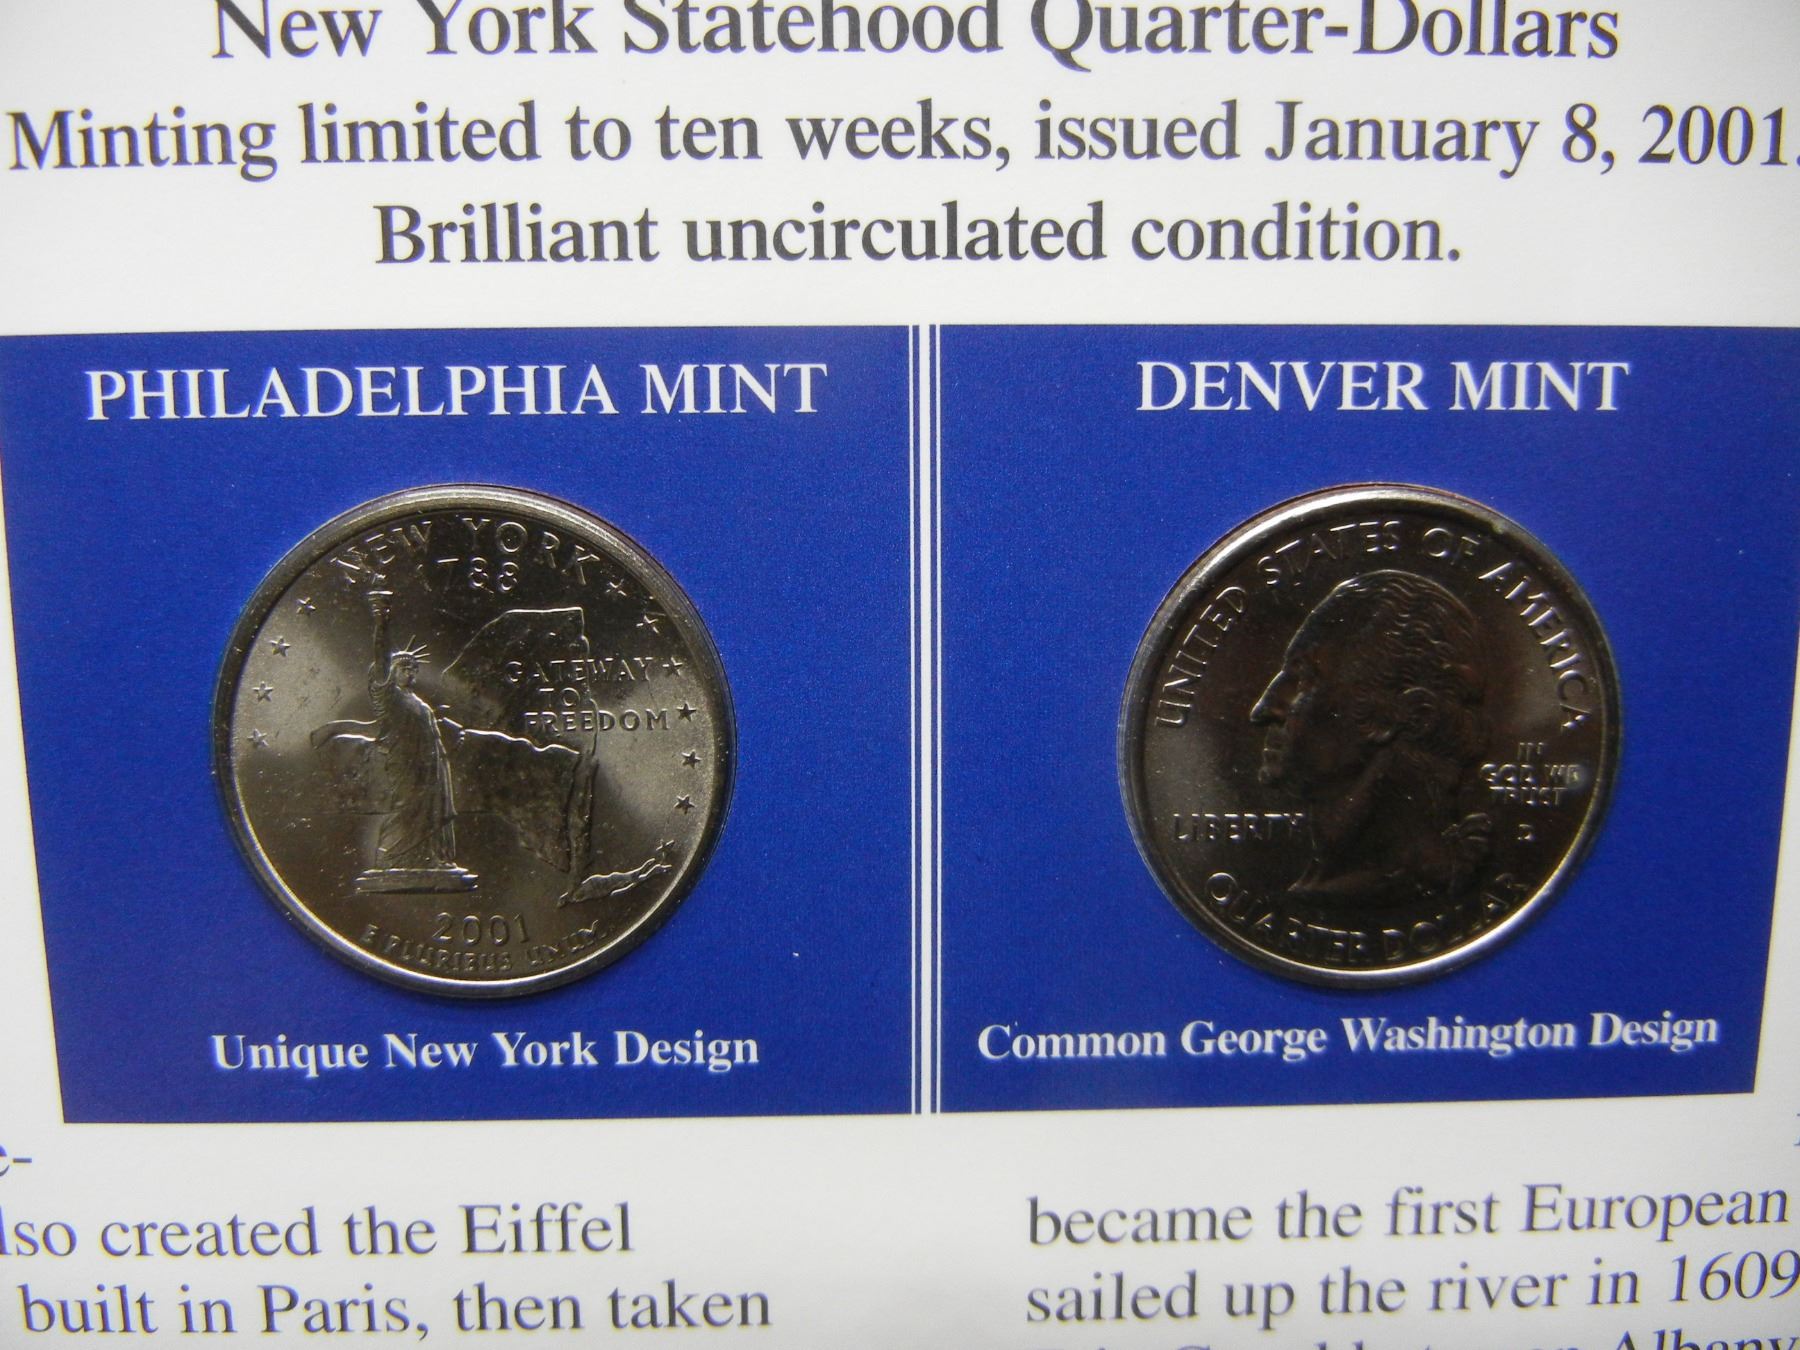 New York Statehood Quarter-Dollars
Minting limited to ten weeks, issued January 8, 2001.
Brilliant uncirculated condition.
PHILADELPHIA MINT
NEW YORK
1788
GATEWAY
TO
FREEDOM
2001
E PLURIBUS UNUM
Unique New York Design
DENVER MINT
UNITED STATES OF AMERICA
IN
GOD WE
TRUST
LIBERTY
D
QUARTER DOLLAR
Common George Washington Design
lso created the Eiffel
built in Paris, then taken
became the first European
sailed up the river in 1609
Albany